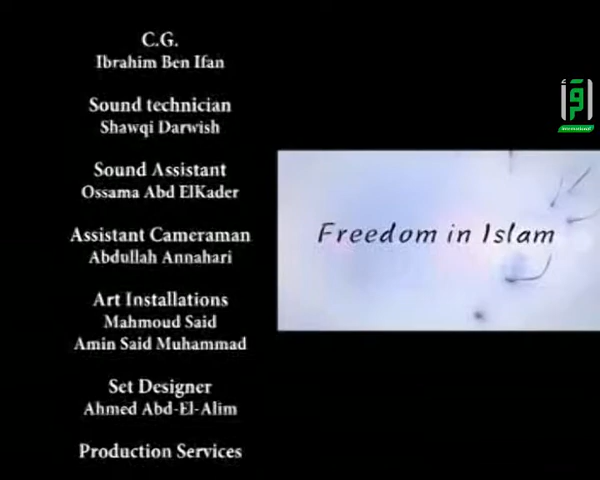 C.G.
Ibrahim Ben Ifan
Sound technician
Shawqi Darwish
Sound Assistant
Ossama Abd ElKader
Assistant Cameraman
Abdullah Annahari
Art Installations
Mahmoud Said
Amin Said Muhammad
Set Designer
Ahmed Abd-El-Alim
Production Services
Freedom in Islam
اقرأ